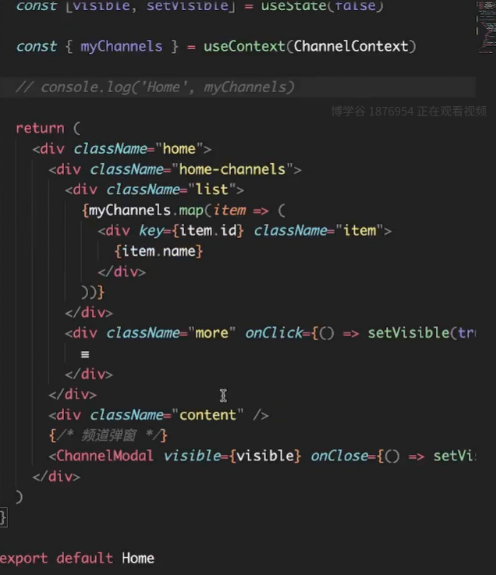 const [visible, setVisible] = useState(false)
const { myChannels } = useContext(ChannelContext)
// console.log('Home', myChannels)
博学谷 1876954 正在观看视频
return (
<div className="home">
<div className="home-channels">
<div className="list">
{myChannels.map(item => (
<div key={item.id} className="item">
{item.name}
</div>
))}
</div>
<div className="more" onClick={() => setVisible(tr
≡
</div>
</div>
<div className="content" />
{/* 频道弹窗 */}
<ChannelModal visible={visible} onClose={() => setVi
</div>
)
}
export default Home